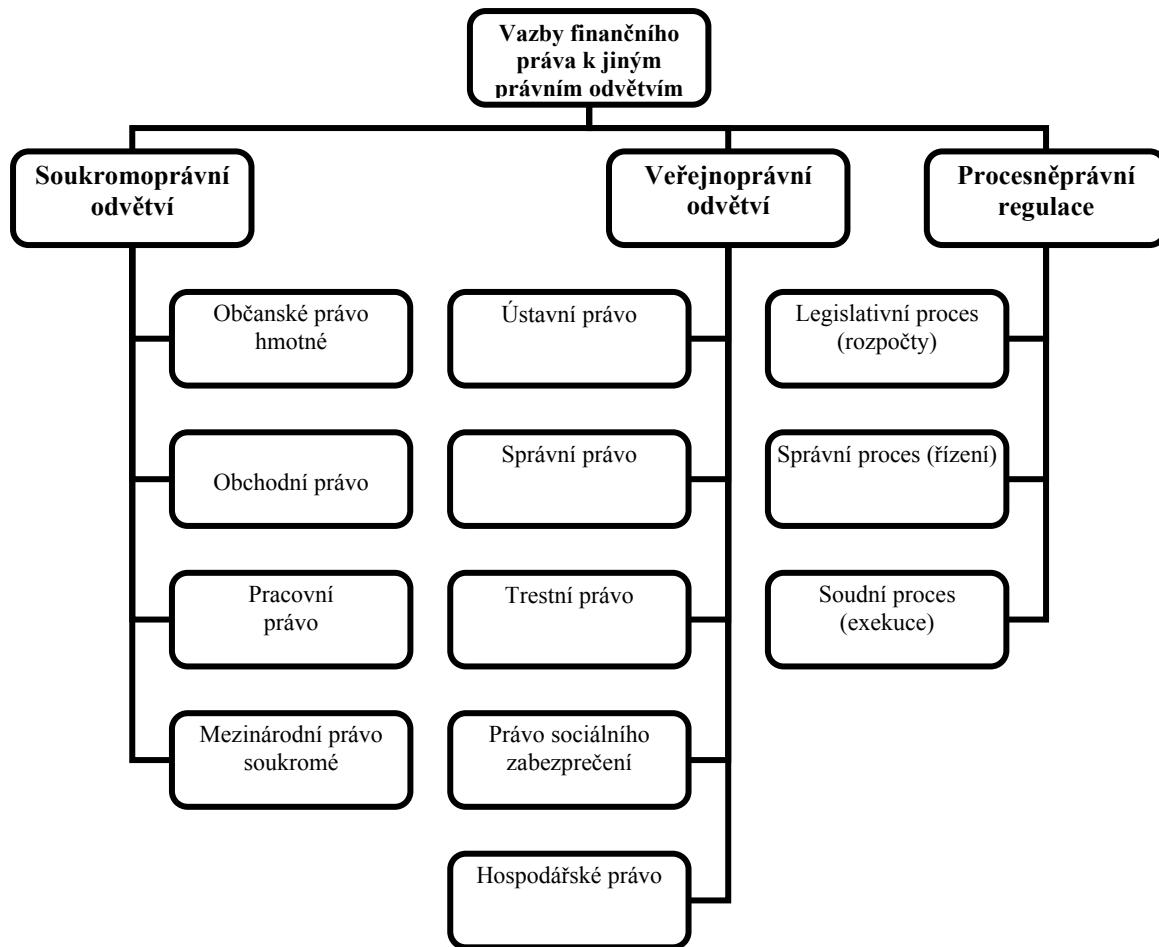 Vazby finančního
práva k jiným
právním odvětvím
Soukromoprávní
odvětví
Veřejnoprávní
odvětví
Procesněprávní
regulace
Občanské právo
hmotné
Ústavní právo
Legislativní proces
(rozpočty)
Obchodní právo
Správní právo
Správní proces (řízení)
Pracovní
právo
Trestní právo
Soudní proces
(exekuce)
Mezinárodní právo
soukromé
Právo sociálního
zabezprečení
Hospodářské právo